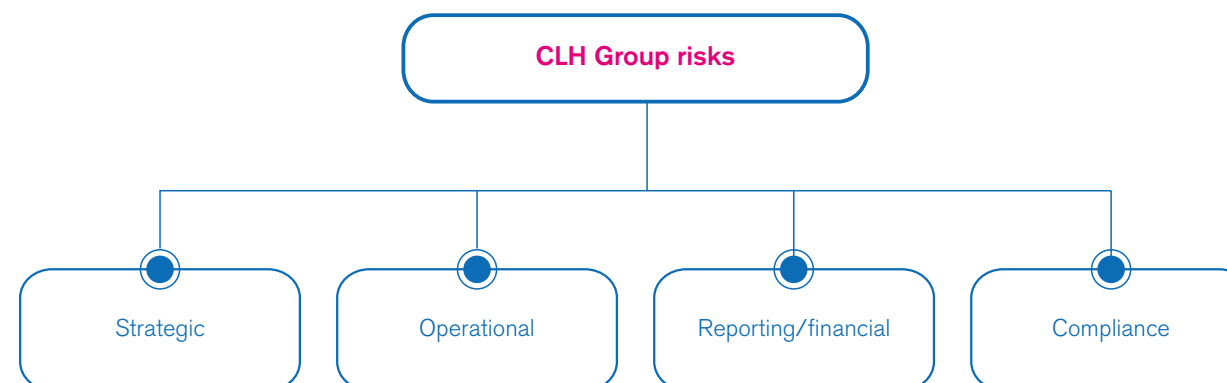 CLH Group risks
Strategic
Operational
Reporting/financial
Compliance